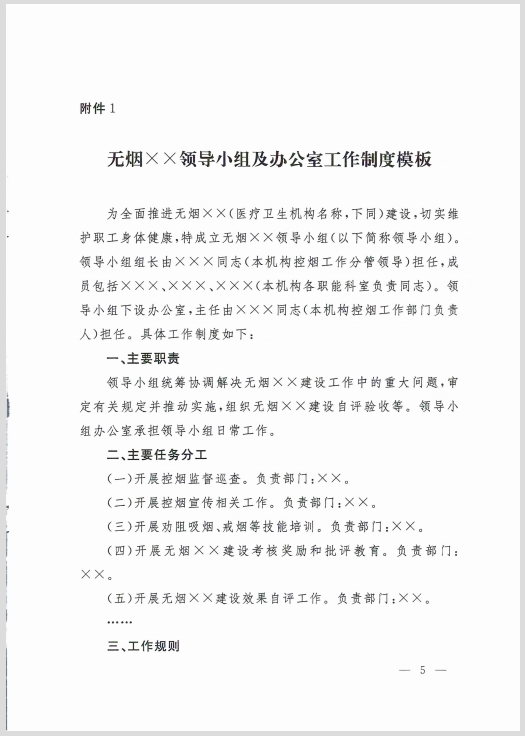 附件 1
无烟××领导小组及办公室工作制度模板
为全面推进无烟××(医疗卫生机构名称,下同)建设,切实维
护职工身体健康,特成立无烟××领导小组(以下简称领导小组)。
领导小组组长由×××同志(本机构控烟工作分管领导)担任,成
员包括×××、×××、×××(本机构各职能科室负责同志)。领
导小组下设办公室,主任由×××同志(本机构控烟工作部门负责
人)担任。具体工作制度如下:
一、主要职责
领导小组统筹协调解决无烟××建设工作中的重大问题,审
定有关规定并推动实施,组织无烟××建设自评验收等。领导小
组办公室承担领导小组日常工作。
二、主要任务分工
(一)开展控烟监督巡查。负责部门:××。
(二)开展控烟宣传相关工作。负责部门:××。
(三)开展劝阻吸烟、戒烟等技能培训。负责部门:××。
(四)开展无烟××建设考核奖励和批评教育。负责部门:
××。
(五)开展无烟××建设效果自评工作。负责部门:××。
……
三、工作规则
— 5 —